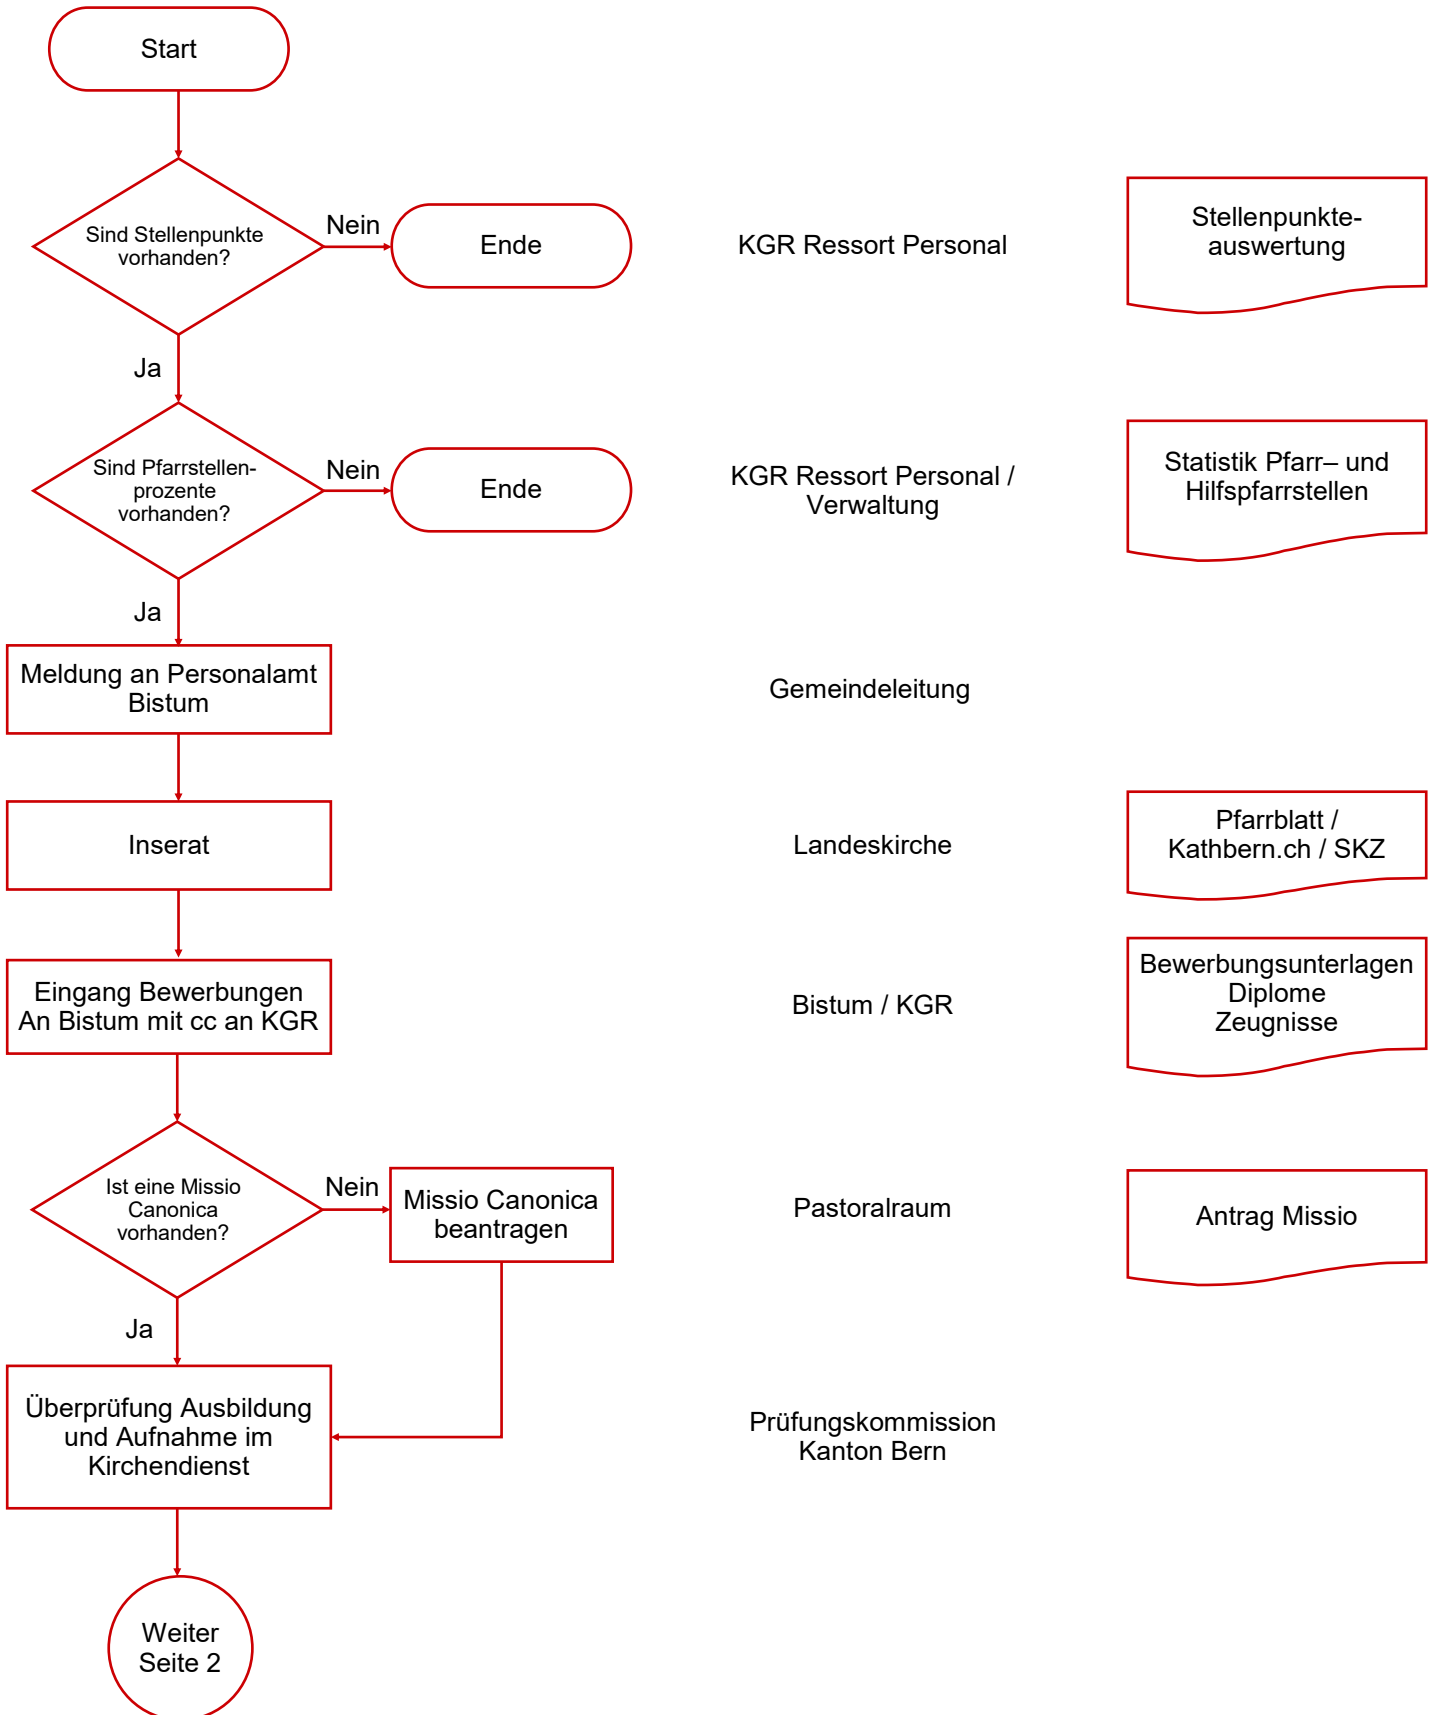 Start
Sind Stellenpunkte
vorhanden?
Nein
Ende
KGR Ressort Personal
Stellenpunkte-
auswertung
Ja
Sind Pfarrstellen-
prozente
vorhanden?
Nein
Ende
KGR Ressort Personal /
Verwaltung
Statistik Pfarr– und
Hilfspfarrstellen
Ja
Meldung an Personalamt
Bistum
Gemeindeleitung
Inserat
Landeskirche
Pfarrblatt /
Kathbern.ch / SKZ
Eingang Bewerbungen
An Bistum mit cc an KGR
Bistum / KGR
Bewerbungsunterlagen
Diplome
Zeugnisse
Ist eine Missio
Canonica
vorhanden?
Nein
Missio Canonica
beantragen
Pastoralraum
Antrag Missio
Ja
Überprüfung Ausbildung
und Aufnahme im
Kirchendienst
Prüfungskommission
Kanton Bern
Weiter
Seite 2